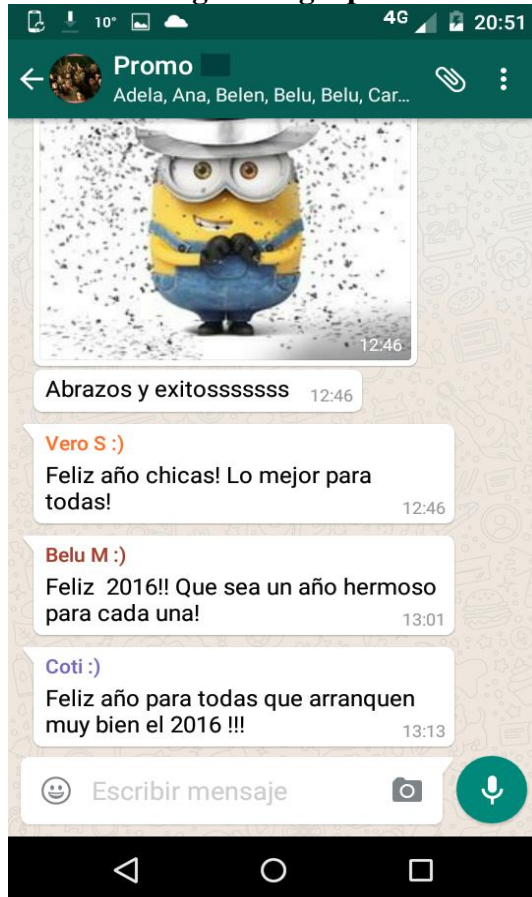 10°
4G
20:51
Promo
Adela, Ana, Belen, Belu, Belu, Car...
12:46
Abrazos y exitosssssss 12:46
Vero S :)
Feliz año chicas! Lo mejor para
todas! 12:46
Belu M :)
Feliz 2016!! Que sea un año hermoso
para cada una! 13:01
Coti :)
Feliz año para todas que arranquen
muy bien el 2016 !!! 13:13
Escribir mensaje